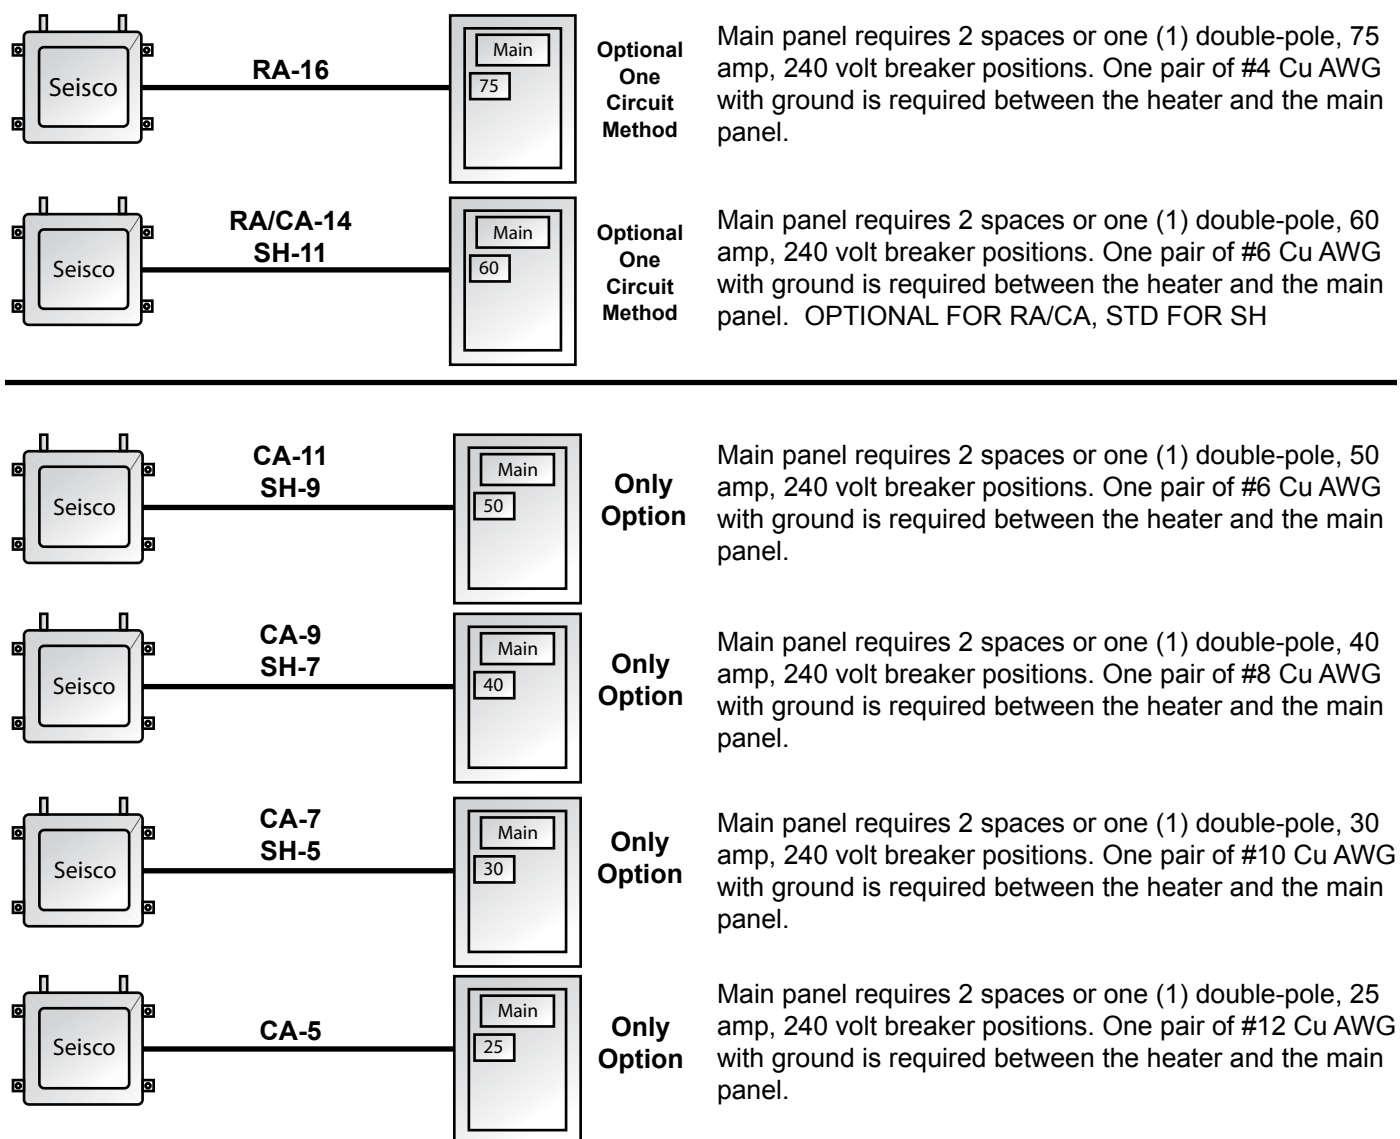 Seisco
RA-16
Main
75
Optional
One
Circuit
Method
Main panel requires 2 spaces or one (1) double-pole, 75
amp, 240 volt breaker positions. One pair of #4 Cu AWG
with ground is required between the heater and the main
panel.
Seisco
RA/CA-14
SH-11
Main
60
Optional
One
Circuit
Method
Main panel requires 2 spaces or one (1) double-pole, 60
amp, 240 volt breaker positions. One pair of #6 Cu AWG
with ground is required between the heater and the main
panel.  OPTIONAL FOR RA/CA, STD FOR SH
Seisco
CA-11
SH-9
Main
50
Only
Option
Main panel requires 2 spaces or one (1) double-pole, 50
amp, 240 volt breaker positions. One pair of #6 Cu AWG
with ground is required between the heater and the main
panel.
Seisco
CA-9
SH-7
Main
40
Only
Option
Main panel requires 2 spaces or one (1) double-pole, 40
amp, 240 volt breaker positions. One pair of #8 Cu AWG
with ground is required between the heater and the main
panel.
Seisco
CA-7
SH-5
Main
30
Only
Option
Main panel requires 2 spaces or one (1) double-pole, 30
amp, 240 volt breaker positions. One pair of #10 Cu AWG
with ground is required between the heater and the main
panel.
Seisco
CA-5
Main
25
Only
Option
Main panel requires 2 spaces or one (1) double-pole, 25
amp, 240 volt breaker positions. One pair of #12 Cu AWG
with ground is required between the heater and the main
panel.